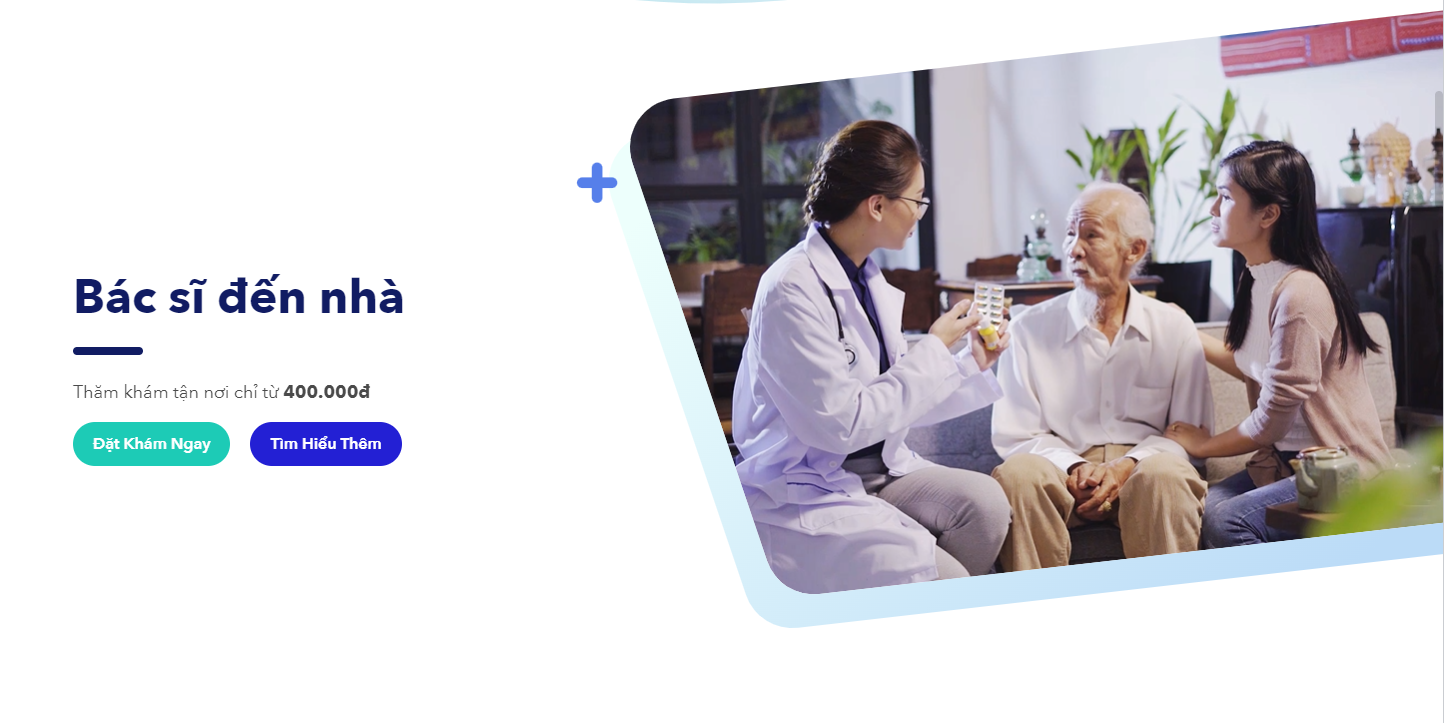 Bác sĩ đến nhà
Thăm khám tận nơi chỉ từ 400.000đ
Đặt Khám Ngay
Tìm Hiểu Thêm